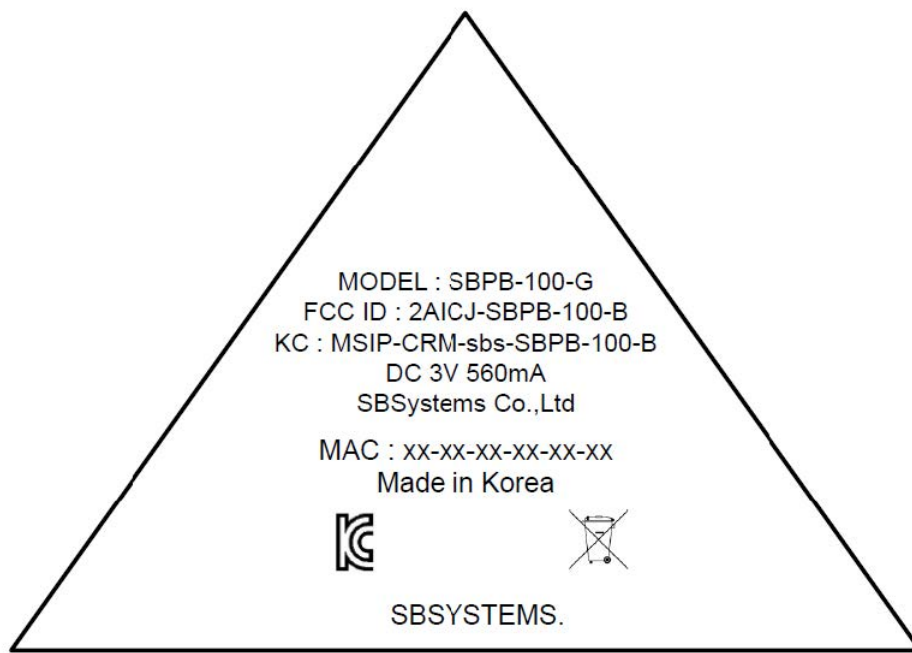 MODEL : SBPB-100-G
FCC ID : 2AICJ-SBPB-100-B
KC : MSIP-CRM-sbs-SBPB-100-B
DC 3V 560mA
SBSystems Co.,Ltd
MAC : xx-xx-xx-xx-xx-xx
Made in Korea
KC
SBSYSTEMS.